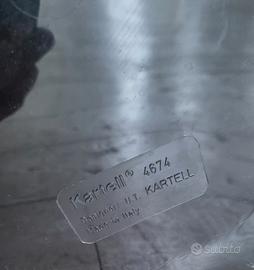 Kartell® 4674
U.T. KARTELL
Made in Italy
subito